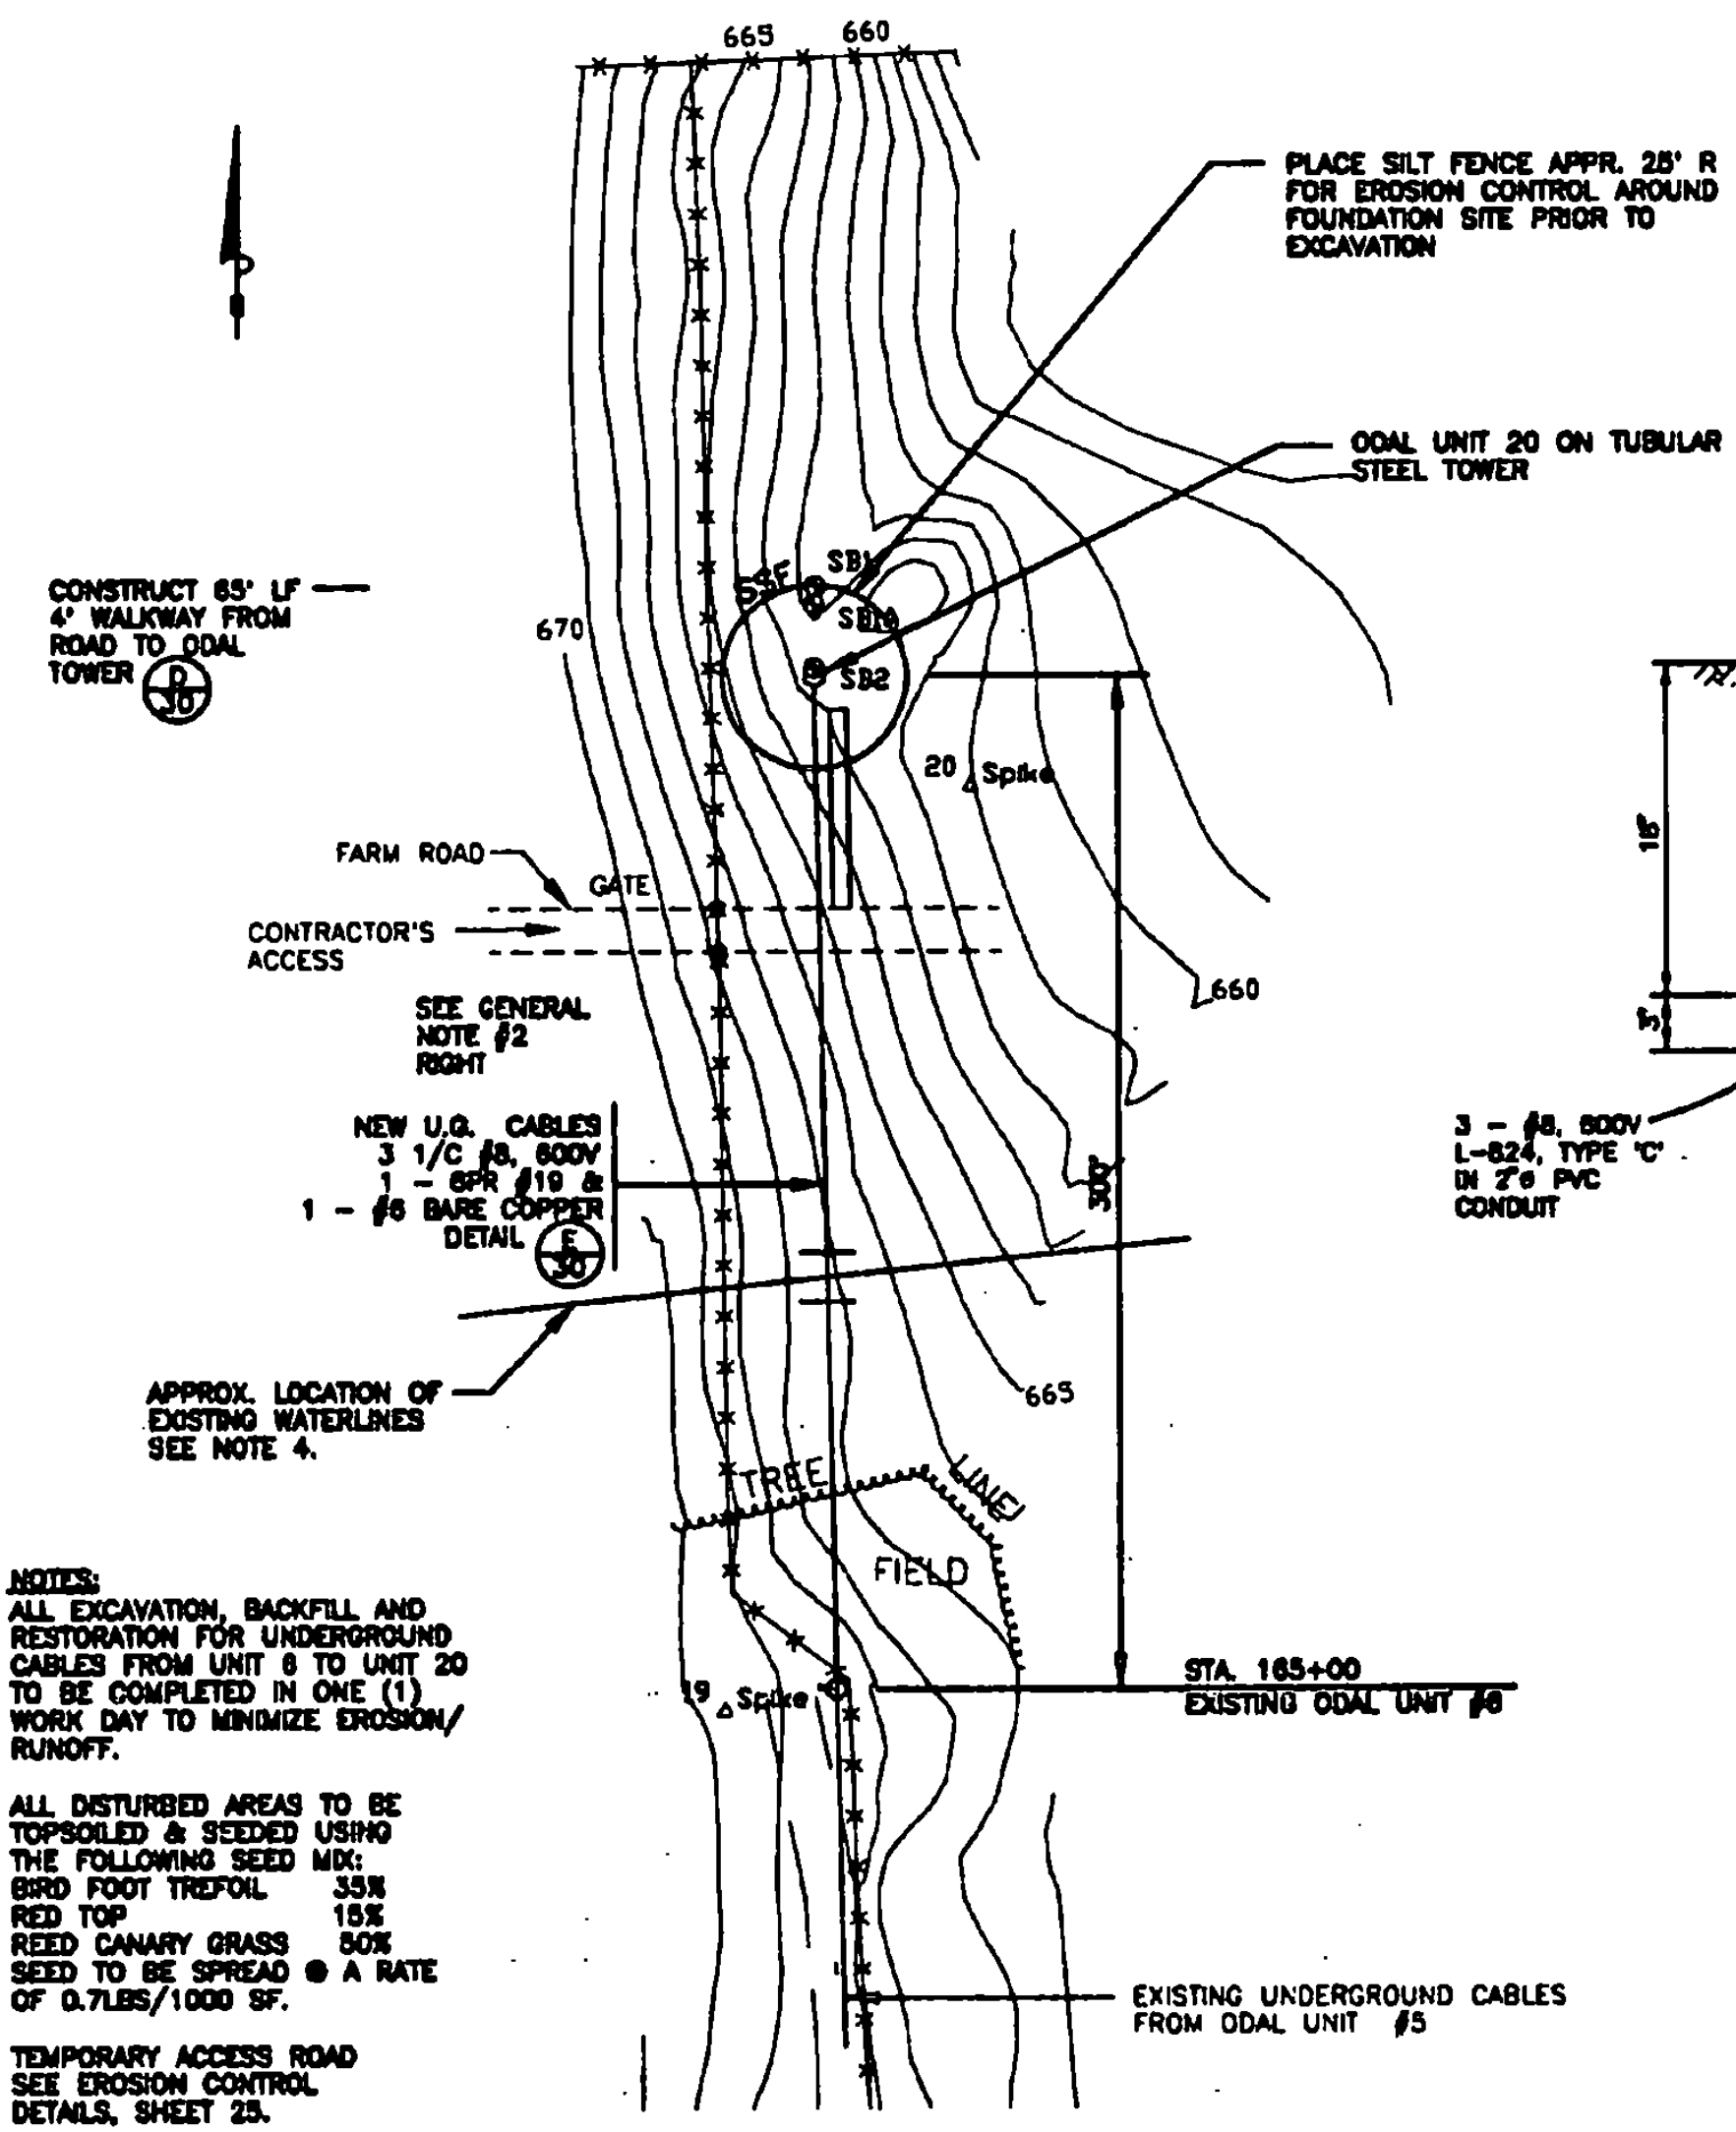 665 660
PLACE SILT FENCE APPR. 25' R
FOR EROSION CONTROL AROUND
FOUNDATION SITE PRIOR TO
EXCAVATION
ODAL UNIT 20 ON TUBULAR
STEEL TOWER
CONSTRUCT 65' LF
4' WALKWAY FROM
ROAD TO ODAL
TOWER
D
30
670
SB1
SB2
20 Spike
18"
3"
FARM ROAD
GATE
CONTRACTOR'S
ACCESS
660
SEE GENERAL
NOTE #2
RIGHT
NEW U.G. CABLES
3 1/C #8, 600V
1 - 6PR #19 &
1 - #6 BARE COPPER
DETAIL
E
30
300'
3 - #8, 600V
L-824, TYPE 'C'
IN 2"ø PVC
CONDUIT
APPROX. LOCATION OF
EXISTING WATERLINES
SEE NOTE 4.
665
TREE LINE
FIELD
NOTES:
ALL EXCAVATION, BACKFILL AND
RESTORATION FOR UNDERGROUND
CABLES FROM UNIT 6 TO UNIT 20
TO BE COMPLETED IN ONE (1)
WORK DAY TO MINIMIZE EROSION/
RUNOFF.
19 Spike
STA. 165+00
EXISTING ODAL UNIT #6
ALL DISTURBED AREAS TO BE
TOPSOILED & SEEDED USING
THE FOLLOWING SEED MIX:
BIRD FOOT TREFOIL 35%
RED TOP 15%
REED CANARY GRASS 50%
SEED TO BE SPREAD @ A RATE
OF 0.7LBS/1000 SF.
EXISTING UNDERGROUND CABLES
FROM ODAL UNIT #5
TEMPORARY ACCESS ROAD
SEE EROSION CONTROL
DETAILS, SHEET 25.